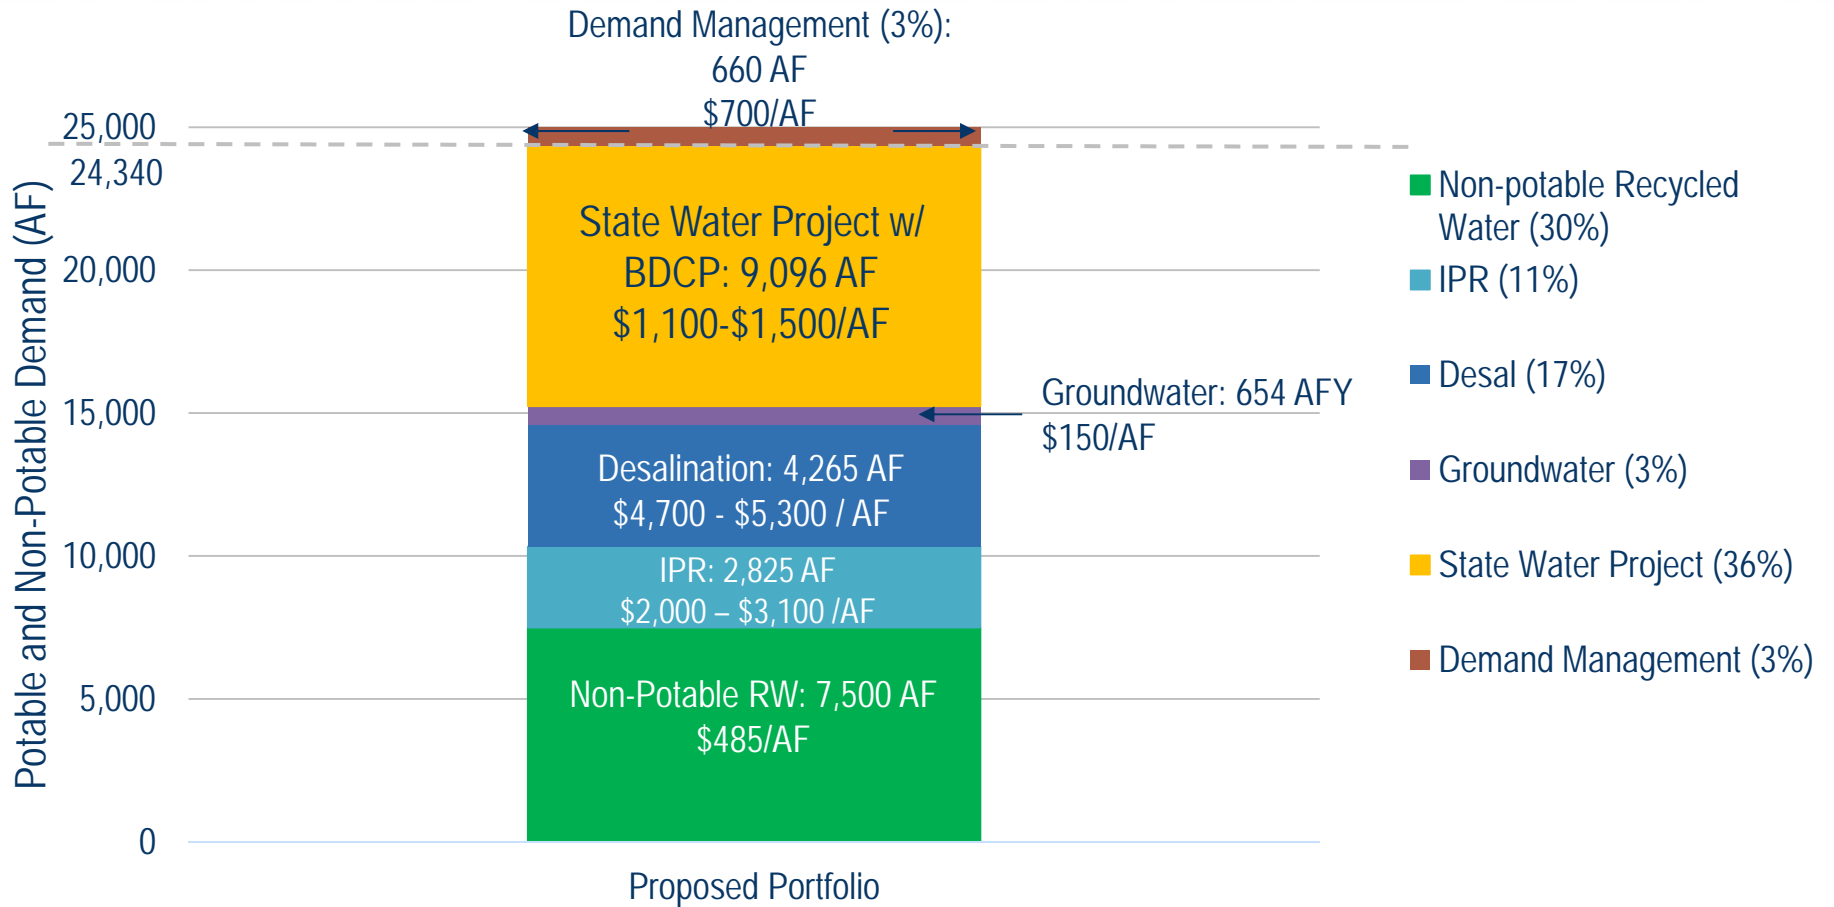 Demand Management (3%):
660 AF
$700/AF
25,000
24,340
20,000
15,000
10,000
5,000
0
Potable and Non-Potable Demand (AF)
State Water Project w/
BDCP: 9,096 AF
$1,100-$1,500/AF
Groundwater: 654 AFY
$150/AF
Desalination: 4,265 AF
$4,700 - $5,300 / AF
IPR: 2,825 AF
$2,000 – $3,100 /AF
Non-Potable RW: 7,500 AF
$485/AF
Proposed Portfolio
Non-potable Recycled
Water (30%)
IPR (11%)
Desal (17%)
Groundwater (3%)
State Water Project (36%)
Demand Management (3%)